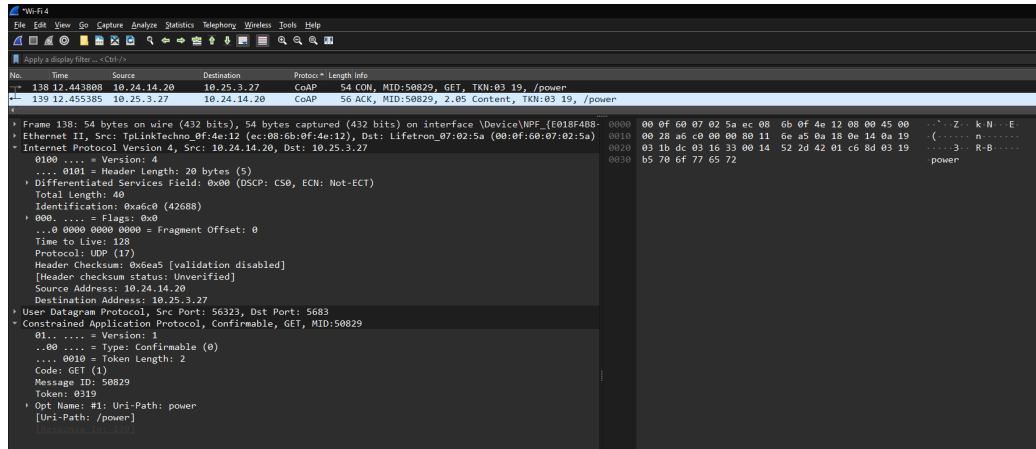 *Wi-Fi 4
File Edit View Go Capture Analyze Statistics Telephony Wireless Tools Help
Apply a display filter ... <Ctrl-/>
No. Time Source Destination Protocc Length Info
138 12.443808 10.24.14.20 10.25.3.27 CoAP 54 CON, MID:50829, GET, TKN:03 19, /power
139 12.455385 10.25.3.27 10.24.14.20 CoAP 56 ACK, MID:50829, 2.05 Content, TKN:03 19, /power
Frame 138: 54 bytes on wire (432 bits), 54 bytes captured (432 bits) on interface \Device\NPF_{E018F4B8-
Ethernet II, Src: TpLinkTechno_0f:4e:12 (ec:08:6b:0f:4e:12), Dst: Lifetron_07:02:5a (00:0f:60:07:02:5a)
Internet Protocol Version 4, Src: 10.24.14.20, Dst: 10.25.3.27
0100 .... = Version: 4
.... 0101 = Header Length: 20 bytes (5)
Differentiated Services Field: 0x00 (DSCP: CS0, ECN: Not-ECT)
Total Length: 40
Identification: 0xa6c0 (42688)
000. .... = Flags: 0x0
...0 0000 0000 0000 = Fragment Offset: 0
Time to Live: 128
Protocol: UDP (17)
Header Checksum: 0x6ea5 [validation disabled]
[Header checksum status: Unverified]
Source Address: 10.24.14.20
Destination Address: 10.25.3.27
User Datagram Protocol, Src Port: 56323, Dst Port: 5683
Constrained Application Protocol, Confirmable, GET, MID:50829
01.. .... = Version: 1
..00 .... = Type: Confirmable (0)
.... 0010 = Token Length: 2
Code: GET (1)
Message ID: 50829
Token: 0319
Opt Name: #1: Uri-Path: power
[Uri-Path: /power]
[Response In: 139]
0000 00 0f 60 07 02 5a ec 08 6b 0f 4e 12 08 00 45 00 ··`··Z·· k·N···E·
0010 00 28 a6 c0 00 00 80 11 6e a5 0a 18 0e 14 0a 19 ·(······ n·······
0020 03 1b dc 03 16 33 00 14 52 2d 42 01 c6 8d 03 19 ·····3·· R-B·····
0030 b5 70 6f 77 65 72 ·power